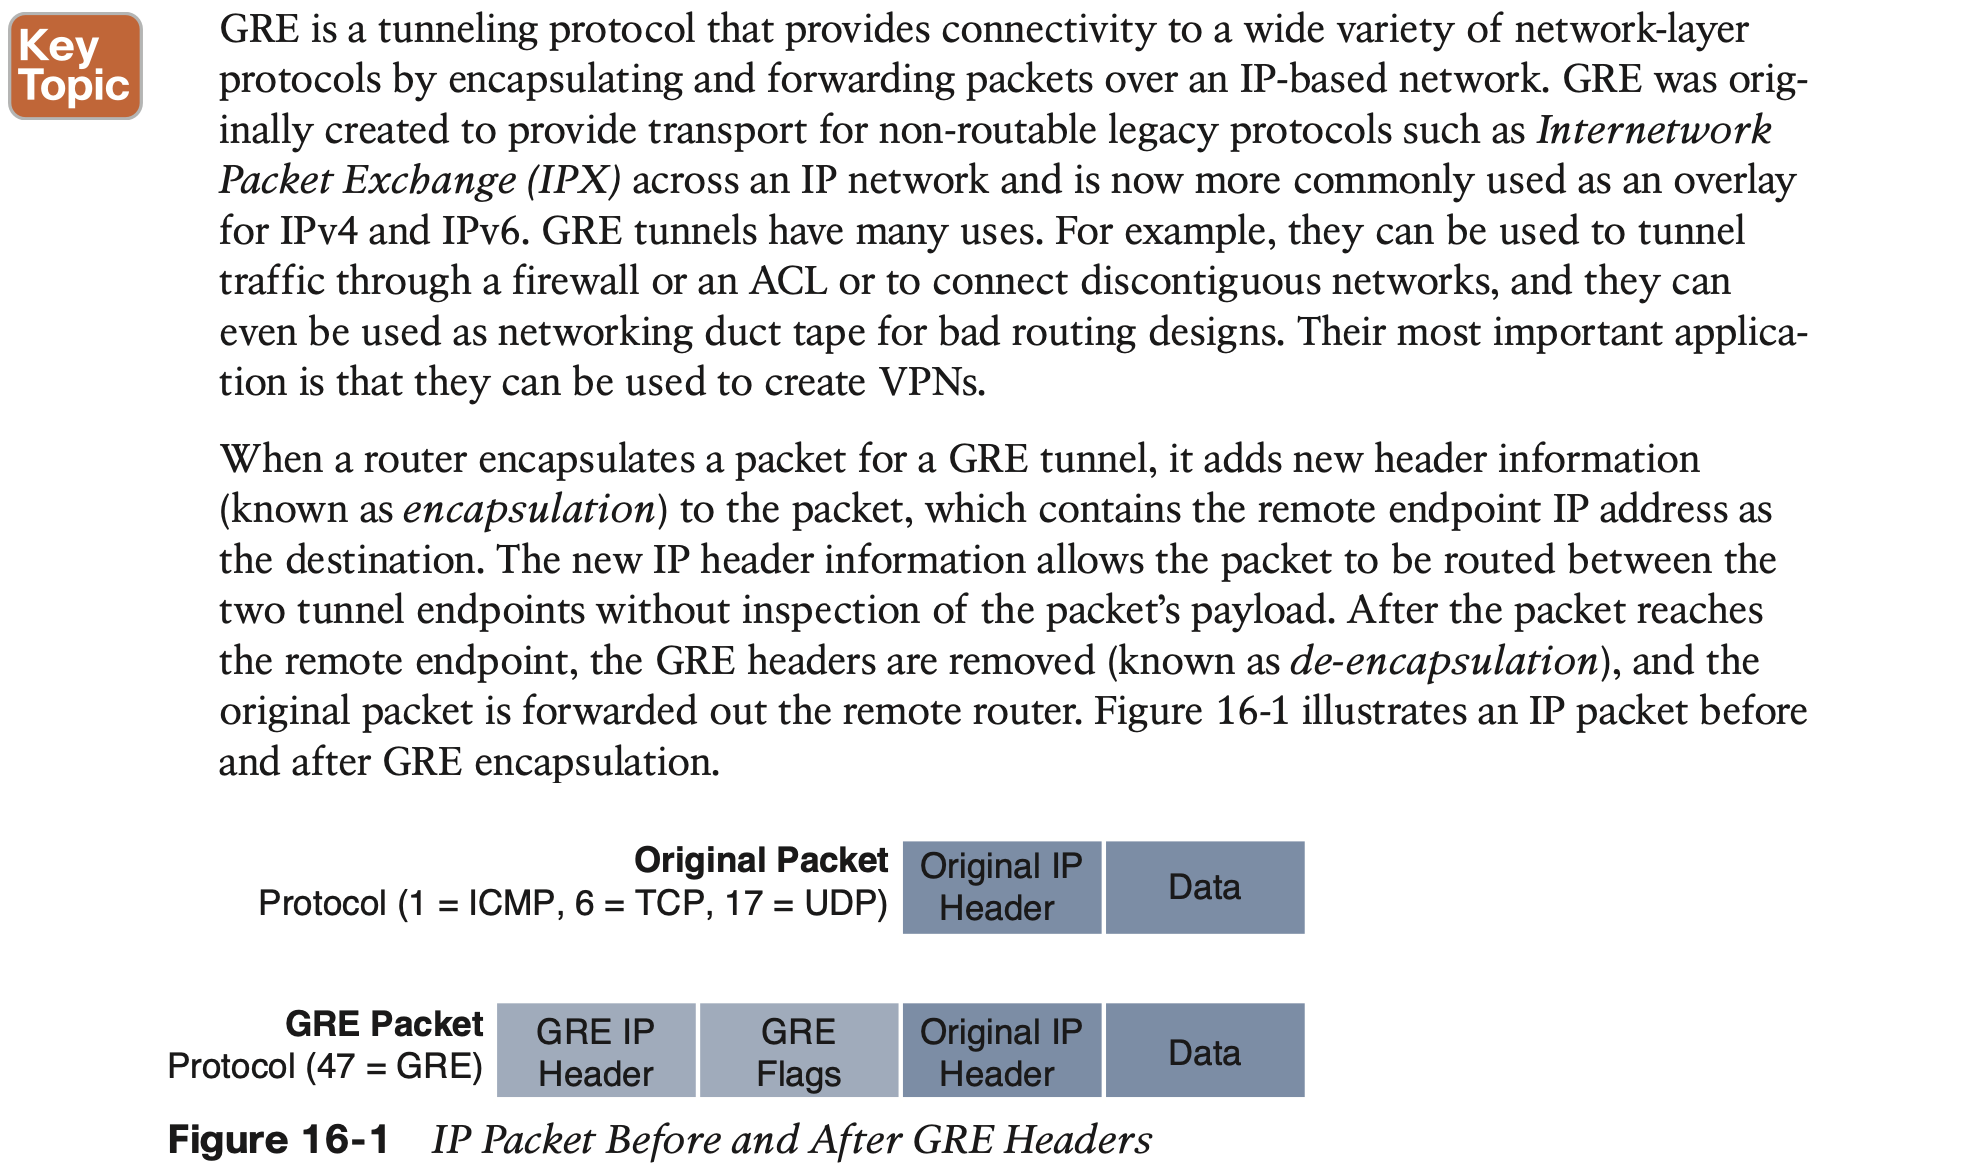 Key
Topic
GRE is a tunneling protocol that provides connectivity to a wide variety of network-layer
protocols by encapsulating and forwarding packets over an IP-based network. GRE was orig-
inally created to provide transport for non-routable legacy protocols such as Internetwork
Packet Exchange (IPX) across an IP network and is now more commonly used as an overlay
for IPv4 and IPv6. GRE tunnels have many uses. For example, they can be used to tunnel
traffic through a firewall or an ACL or to connect discontiguous networks, and they can
even be used as networking duct tape for bad routing designs. Their most important applica-
tion is that they can be used to create VPNs.
When a router encapsulates a packet for a GRE tunnel, it adds new header information
(known as encapsulation) to the packet, which contains the remote endpoint IP address as
the destination. The new IP header information allows the packet to be routed between the
two tunnel endpoints without inspection of the packet’s payload. After the packet reaches
the remote endpoint, the GRE headers are removed (known as de-encapsulation), and the
original packet is forwarded out the remote router. Figure 16-1 illustrates an IP packet before
and after GRE encapsulation.
Original Packet
Protocol (1 = ICMP, 6 = TCP, 17 = UDP)
Original IP
Header
Data
GRE Packet
Protocol (47 = GRE)
GRE IP
Header
GRE
Flags
Original IP
Header
Data
Figure 16-1 IP Packet Before and After GRE Headers